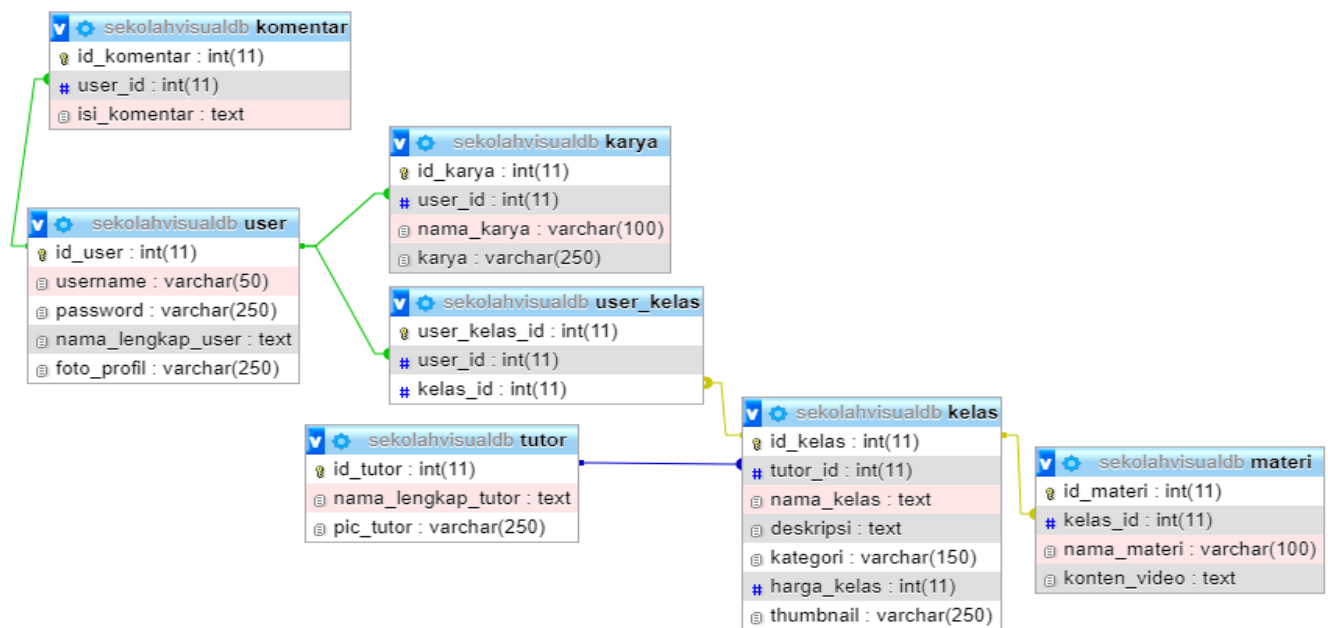 sekolahvisualdb komentar
id_komentar : int(11)
# user_id : int(11)
isi_komentar : text
sekolahvisualdb user
id_user : int(11)
username : varchar(50)
password : varchar(250)
nama_lengkap_user : text
foto_profil : varchar(250)
sekolahvisualdb karya
id_karya : int(11)
# user_id : int(11)
nama_karya : varchar(100)
karya : varchar(250)
v sekolahvisualdb user_kelas
user_kelas_id : int(11)
# user_id : int(11)
# kelas_id : int(11)
v sekolahvisualdb tutor
id_tutor : int(11)
nama_lengkap_tutor : text
pic_tutor : varchar(250)
v sekolahvisualdb kelas
id_kelas : int(11)
# tutor_id : int(11)
nama_kelas : text
deskripsi : text
kategori : varchar(150)
# harga_kelas : int(11)
thumbnail : varchar(250)
v sekolahvisualdb materi
id_materi : int(11)
# kelas_id : int(11)
nama_materi : varchar(100)
konten_video : text